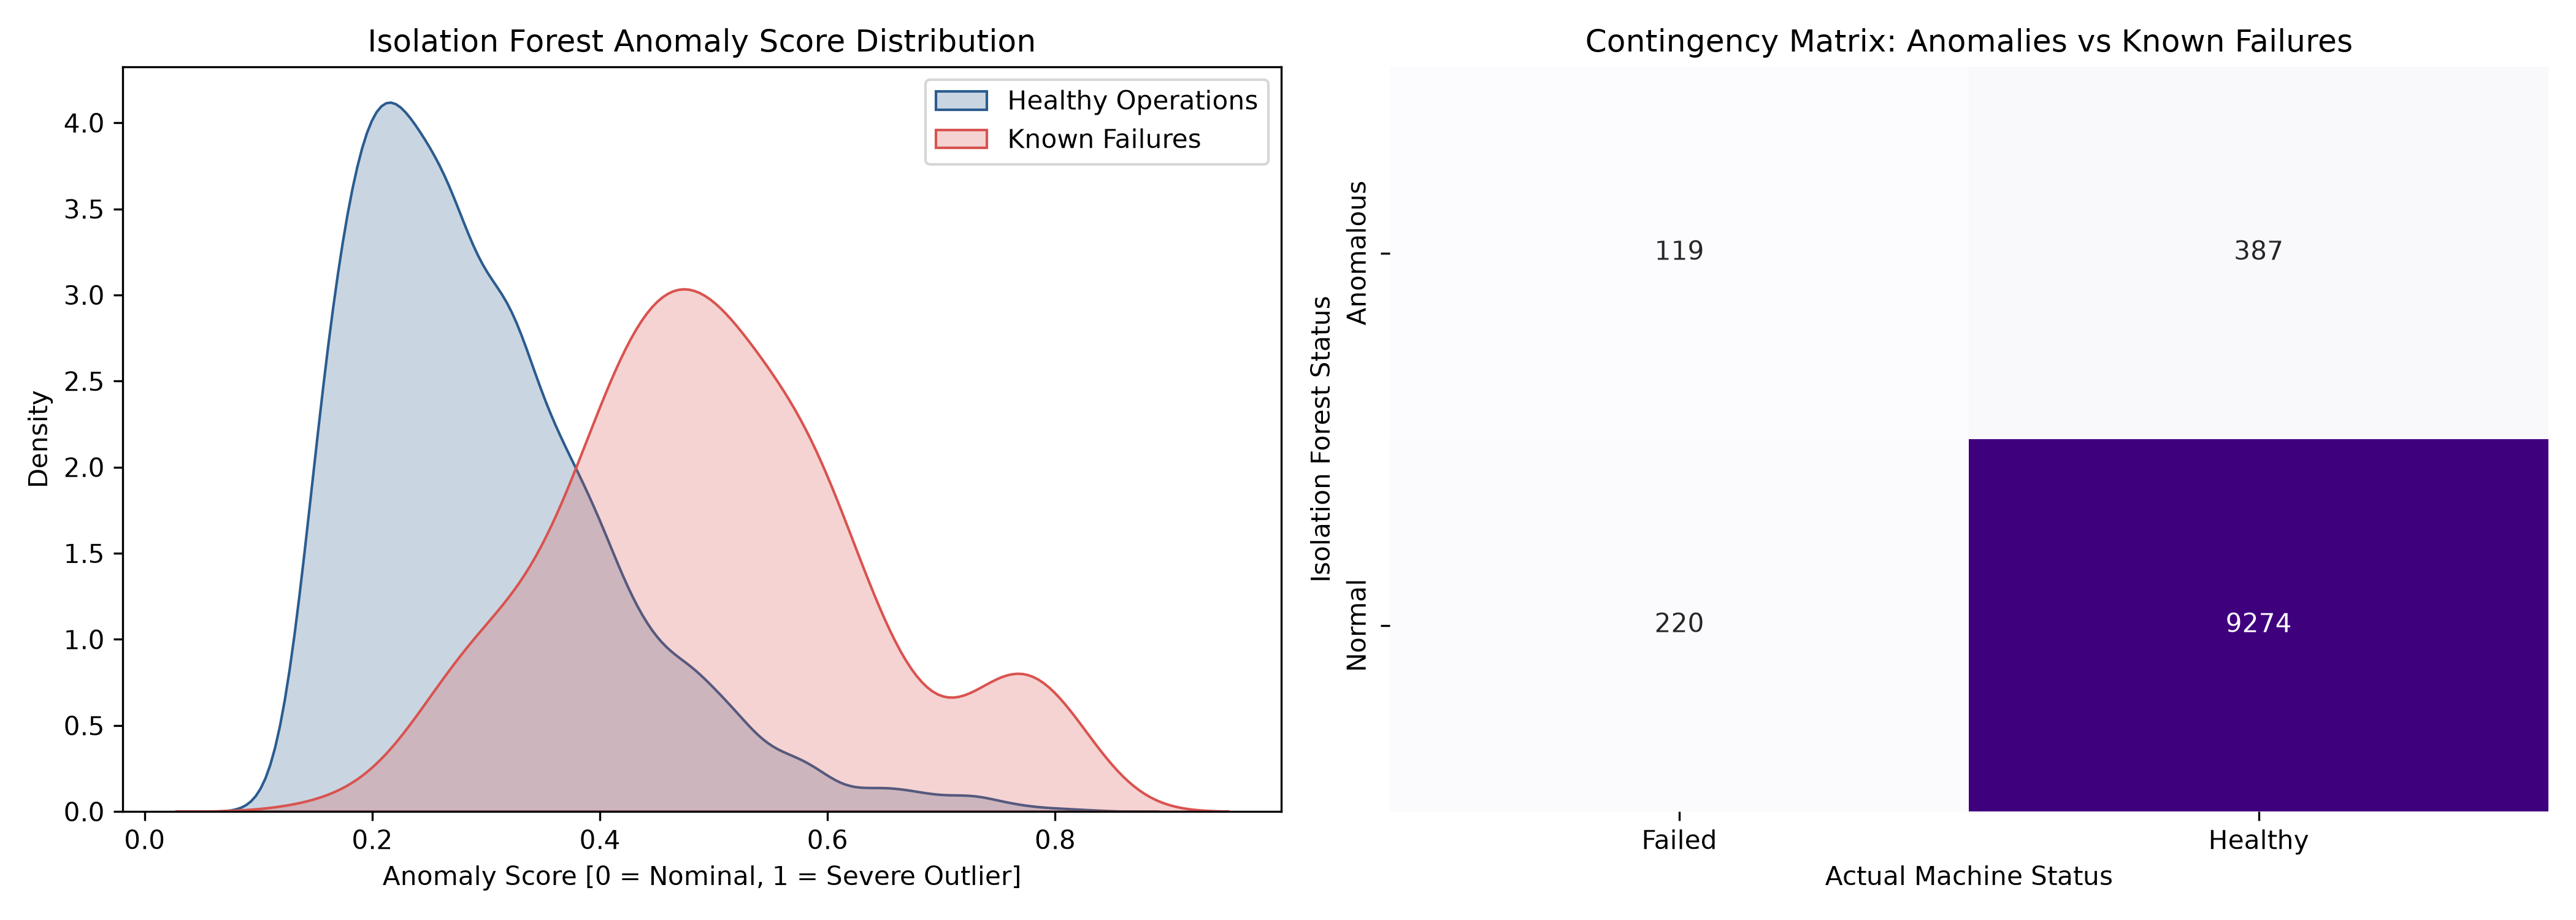 Isolation Forest Anomaly Score Distribution
Healthy Operations
Known Failures
4.0
3.5
3.0
2.5
2.0
1.5
1.0
0.5
0.0
Density
0.0 0.2 0.4 0.6 0.8
Anomaly Score [0 = Nominal, 1 = Severe Outlier]
Contingency Matrix: Anomalies vs Known Failures
Isolation Forest Status
Anomalous
119 387
Normal
220 9274
Failed Healthy
Actual Machine Status